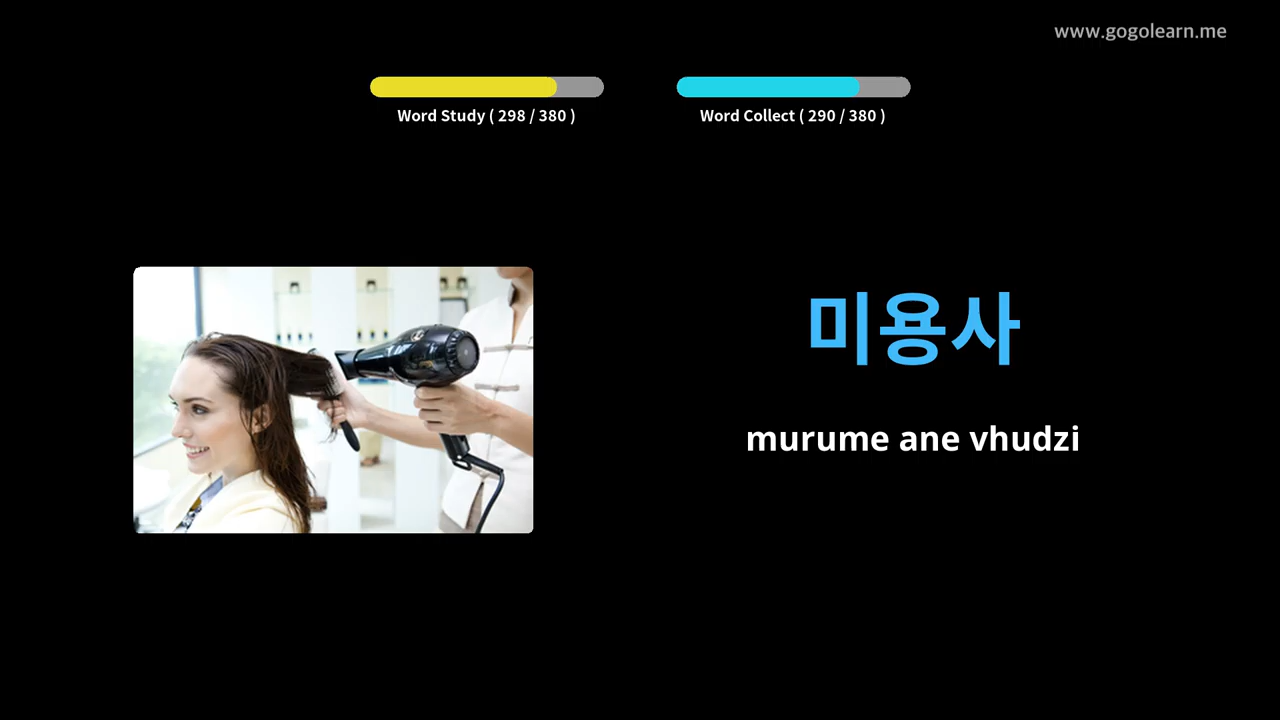 www.gogolearn.me
Word Study ( 298 / 380 )
Word Collect ( 290 / 380 )
미용사
murume ane vhudzi